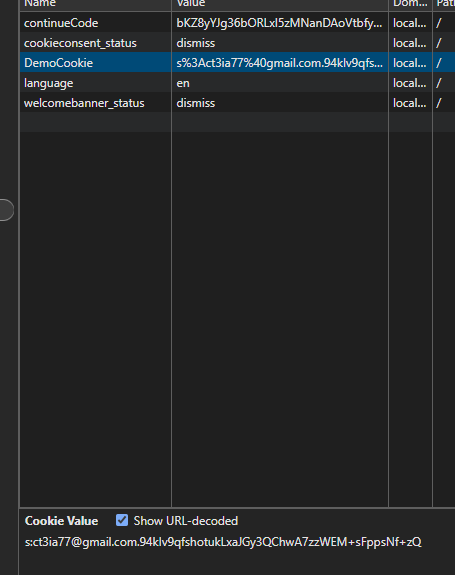 Name Value Dom... Pat
continueCode bKZ8yYJg36bORLxl5zMNanDAoVtbfy... local... /
cookieconsent_status dismiss local... /
DemoCookie s%3Act3ia77%40gmail.com.94klv9qfs... local... /
language en local... /
welcomebanner_status dismiss local... /
Cookie Value Show URL-decoded
s:ct3ia77@gmail.com.94klv9qfshotukLxaJGy3QChwA7zzWEM+sFppsNf+zQ